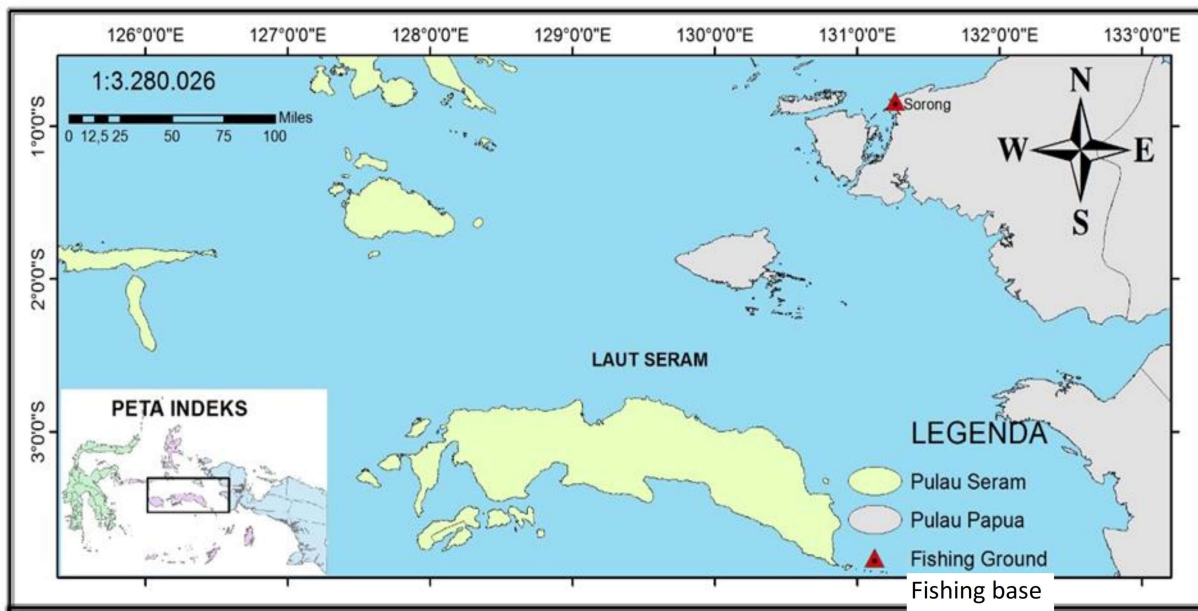 126°0'0"E 127°0'0"E 128°0'0"E 129°0'0"E 130°0'0"E 131°0'0"E 132°0'0"E 133°0'0"E
1:3.280.026
Miles
0 12,5 25 50 75 100
1°0'0"S
2°0'0"S
3°0'0"S
Sorong
N
W E
S
LAUT SERAM
PETA INDEKS
LEGENDA
Pulau Seram
Pulau Papua
Fishing Ground
Fishing base